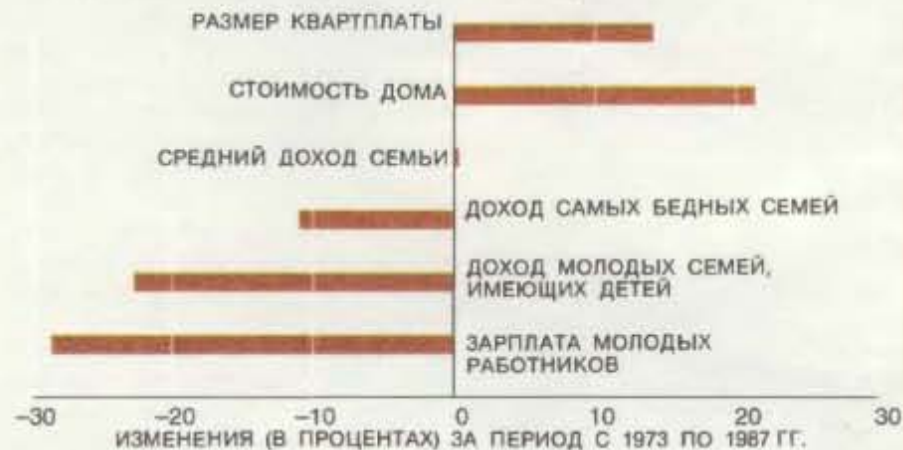 РАЗМЕР КВАРТПЛАТЫ
СТОИМОСТЬ ДОМА
СРЕДНИЙ ДОХОД СЕМЬИ
ДОХОД САМЫХ БЕДНЫХ СЕМЕЙ
ДОХОД МОЛОДЫХ СЕМЕЙ,
ИМЕЮЩИХ ДЕТЕЙ
ЗАРПЛАТА МОЛОДЫХ
РАБОТНИКОВ
–30 –20 –10 0 10 20 30
ИЗМЕНЕНИЯ (В ПРОЦЕНТАХ) ЗА ПЕРИОД С 1973 ПО 1987 ГГ.